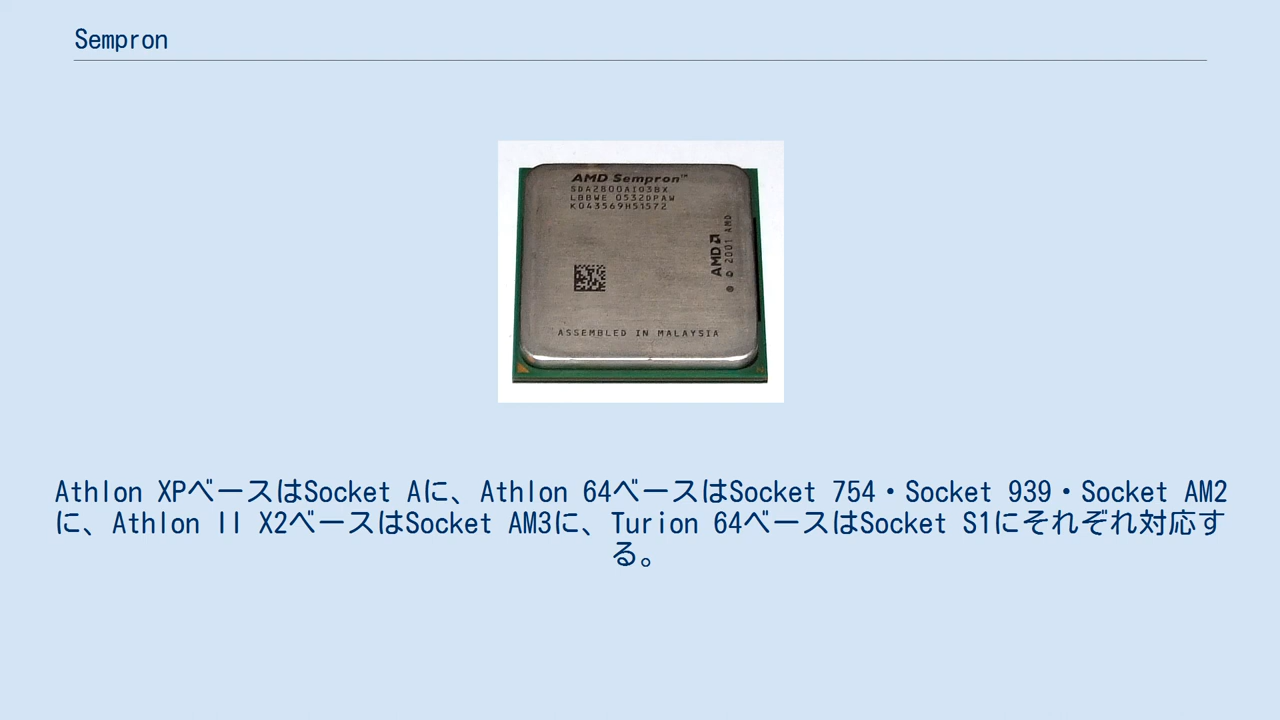 Sempron
AMD Sempron™
SDA2800AIO3BX
LBBWE 0532DPAW
K043569H51572
AMD
© 2001 AMD
ASSEMBLED IN MALAYSIA
Athlon XPベースはSocket Aに、Athlon 64ベースはSocket 754・Socket 939・Socket AM2
に、Athlon II X2ベースはSocket AM3に、Turion 64ベースはSocket S1にそれぞれ対応す
る。